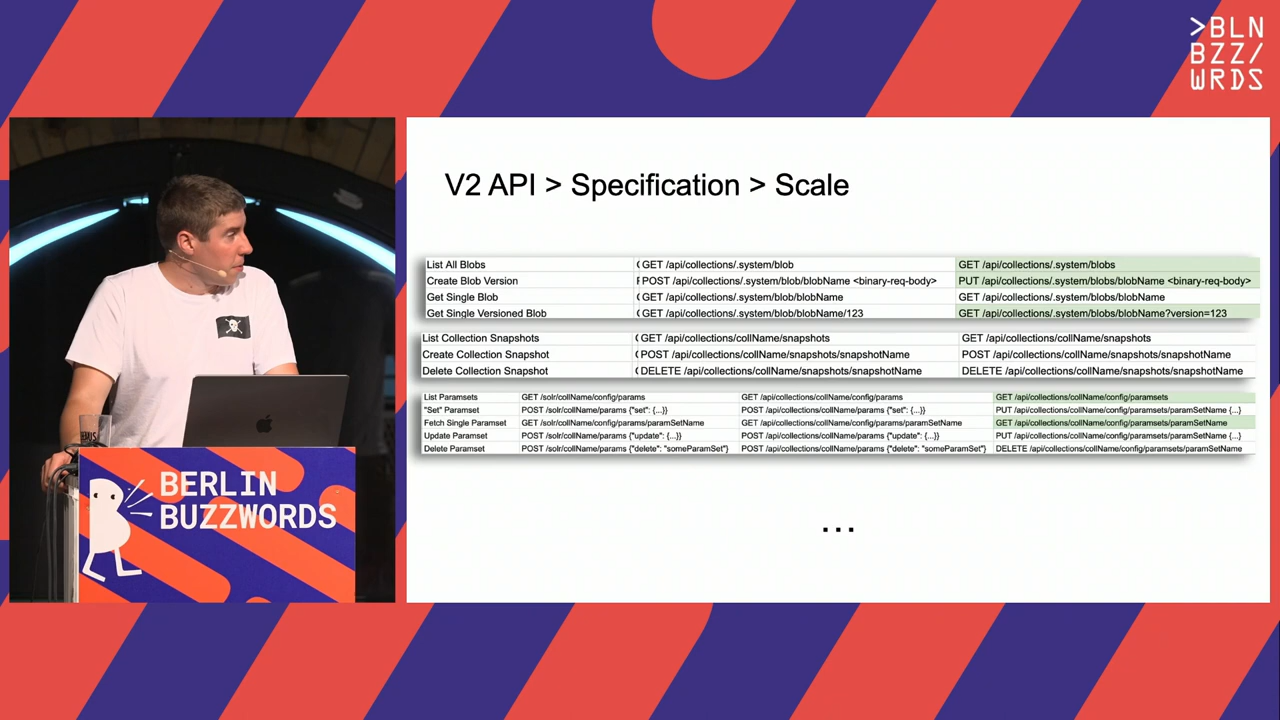 >BLN
BZZ/
WRDS
V2 API > Specification > Scale
List All Blobs ( GET /api/collections/.system/blob GET /api/collections/.system/blobs
Create Blob Version POST /api/collections/.system/blob/blobName <binary-req-body> PUT /api/collections/.system/blobs/blobName <binary-req-body>
Get Single Blob ( GET /api/collections/.system/blob/blobName GET /api/collections/.system/blobs/blobName
Get Single Versioned Blob ( GET /api/collections/.system/blob/blobName/123 GET /api/collections/.system/blobs/blobName?version=123
List Collection Snapshots ( GET /api/collections/collName/snapshots GET /api/collections/collName/snapshots
Create Collection Snapshot ( POST /api/collections/collName/snapshots/snapshotName POST /api/collections/collName/snapshots/snapshotName
Delete Collection Snapshot ( DELETE /api/collections/collName/snapshots/snapshotName DELETE /api/collections/collName/snapshots/snapshotName
List Paramsets GET /solr/collName/config/params GET /api/collections/collName/config/params GET /api/collections/collName/config/paramsets
"Set" Paramset POST /solr/collName/params {"set": {...}} POST /api/collections/collName/params {"set": {...}} PUT /api/collections/collName/config/paramsets/paramSetName {...}
Fetch Single Paramset GET /solr/collName/config/params/paramSetName GET /api/collections/collName/config/params/paramSetName GET /api/collections/collName/config/paramsets/paramSetName
Update Paramset POST /solr/collName/params {"update": {...}} POST /api/collections/collName/params {"update": {...}} PUT /api/collections/collName/config/paramsets/paramSetName {...}
Delete Paramset POST /solr/collName/params {"delete": "someParamSet"} POST /api/collections/collName/params {"delete": "someParamSet"} DELETE /api/collections/collName/config/paramsets/paramSetName
...
BERLIN
BUZZWORDS